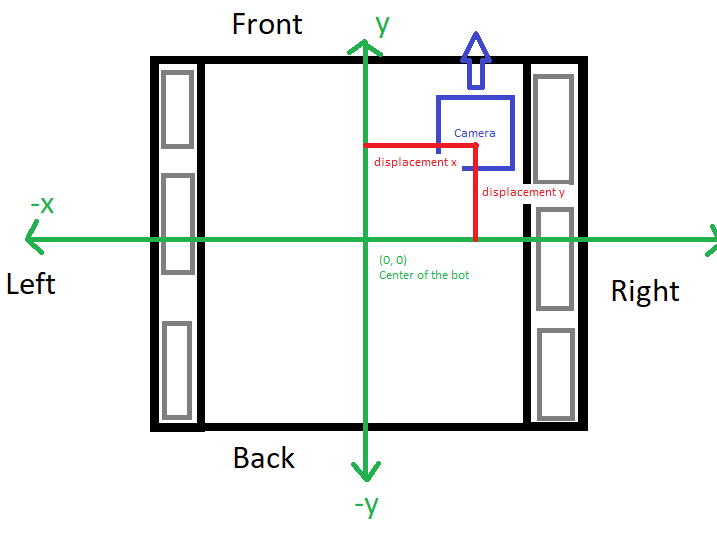 Front
y
Camera
displacement x
displacement y
-x
(0, 0)
Center of the bot
Left
Right
Back
-y